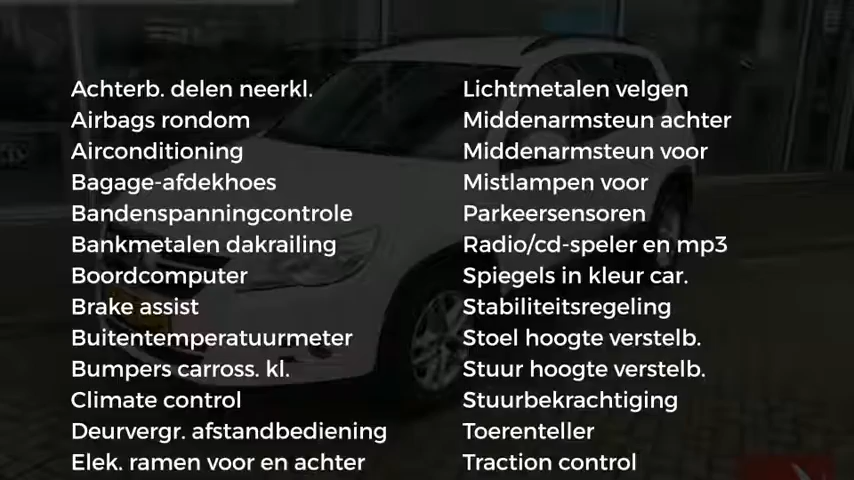 Achterb. delen neerkl.
Airbags rondom
Airconditioning
Bagage-afdekhoes
Bandenspanningcontrole
Bankmetalen dakrailing
Boordcomputer
Brake assist
Buitentemperatuurmeter
Bumpers carross. kl.
Climate control
Deurvergr. afstandbediening
Elek. ramen voor en achter
Lichtmetalen velgen
Middenarmsteun achter
Middenarmsteun voor
Mistlampen voor
Parkeersensoren
Radio/cd-speler en mp3
Spiegels in kleur car.
Stabiliteitsregeling
Stoel hoogte verstelb.
Stuur hoogte verstelb.
Stuurbekrachtiging
Toerenteller
Traction control